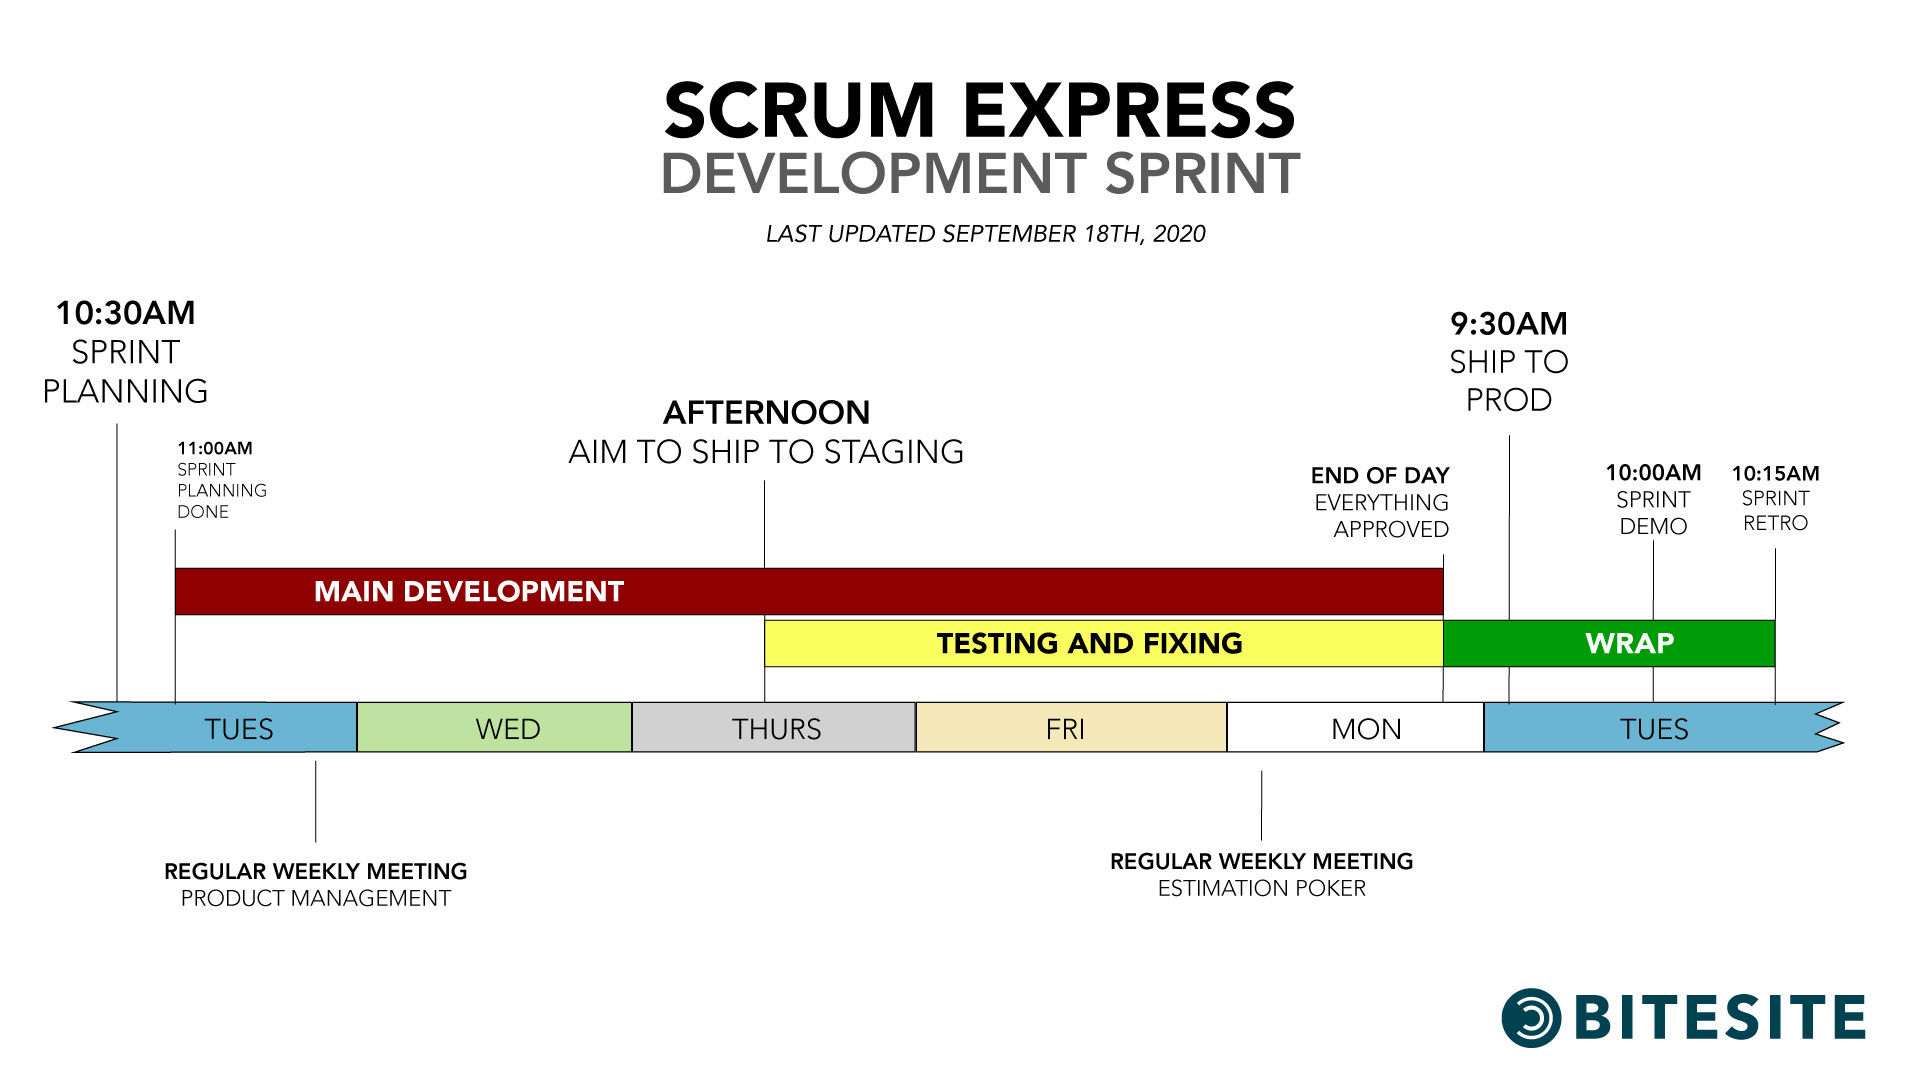 SCRUM EXPRESS
DEVELOPMENT SPRINT
LAST UPDATED SEPTEMBER 18TH, 2020
10:30AM
SPRINT
PLANNING
11:00AM
SPRINT
PLANNING
DONE
AFTERNOON
AIM TO SHIP TO STAGING
END OF DAY
EVERYTHING
APPROVED
9:30AM
SHIP TO
PROD
10:00AM
SPRINT
DEMO
10:15AM
SPRINT
RETRO
MAIN DEVELOPMENT
TESTING AND FIXING
WRAP
TUES
WED
THURS
FRI
MON
TUES
REGULAR WEEKLY MEETING
PRODUCT MANAGEMENT
REGULAR WEEKLY MEETING
ESTIMATION POKER
BITESITE